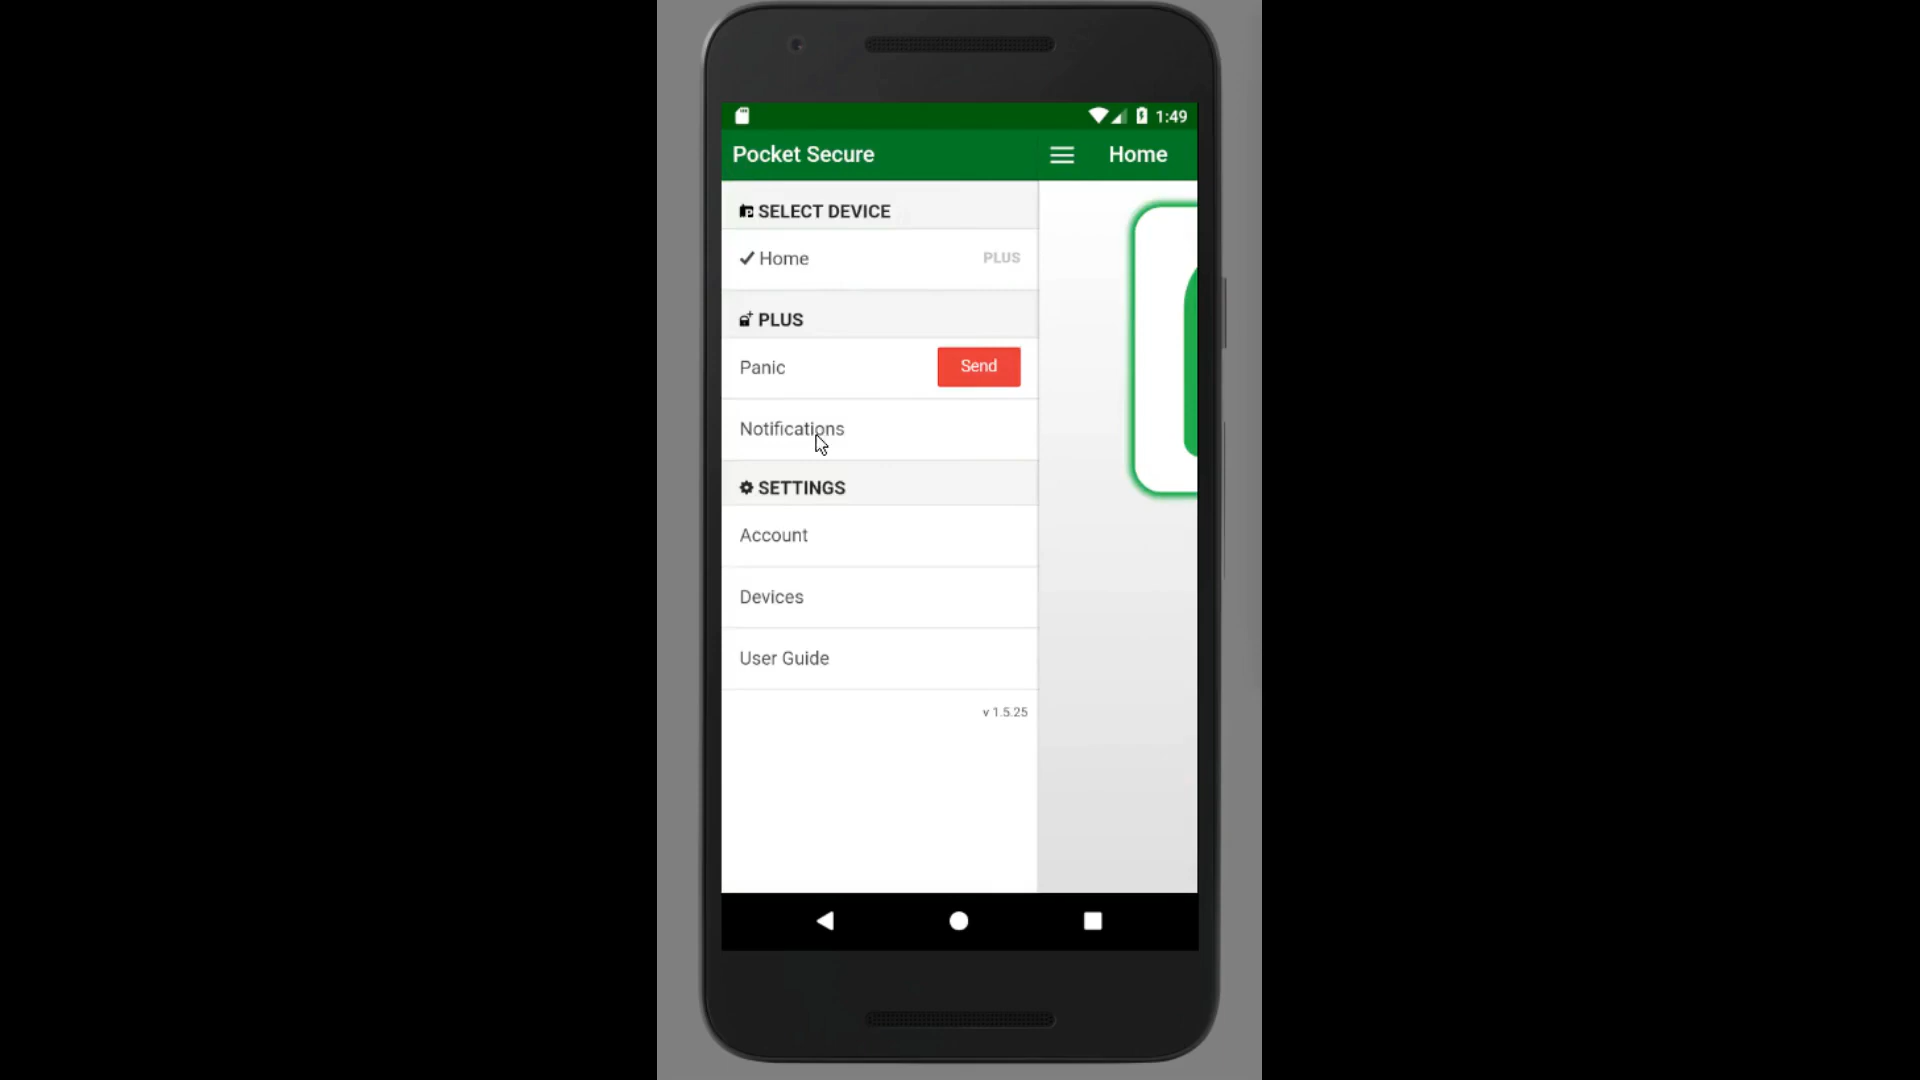 1:49
Pocket Secure
Home
SELECT DEVICE
Home PLUS
PLUS
Panic Send
Notifications
SETTINGS
Account
Devices
User Guide
v 1.5.25